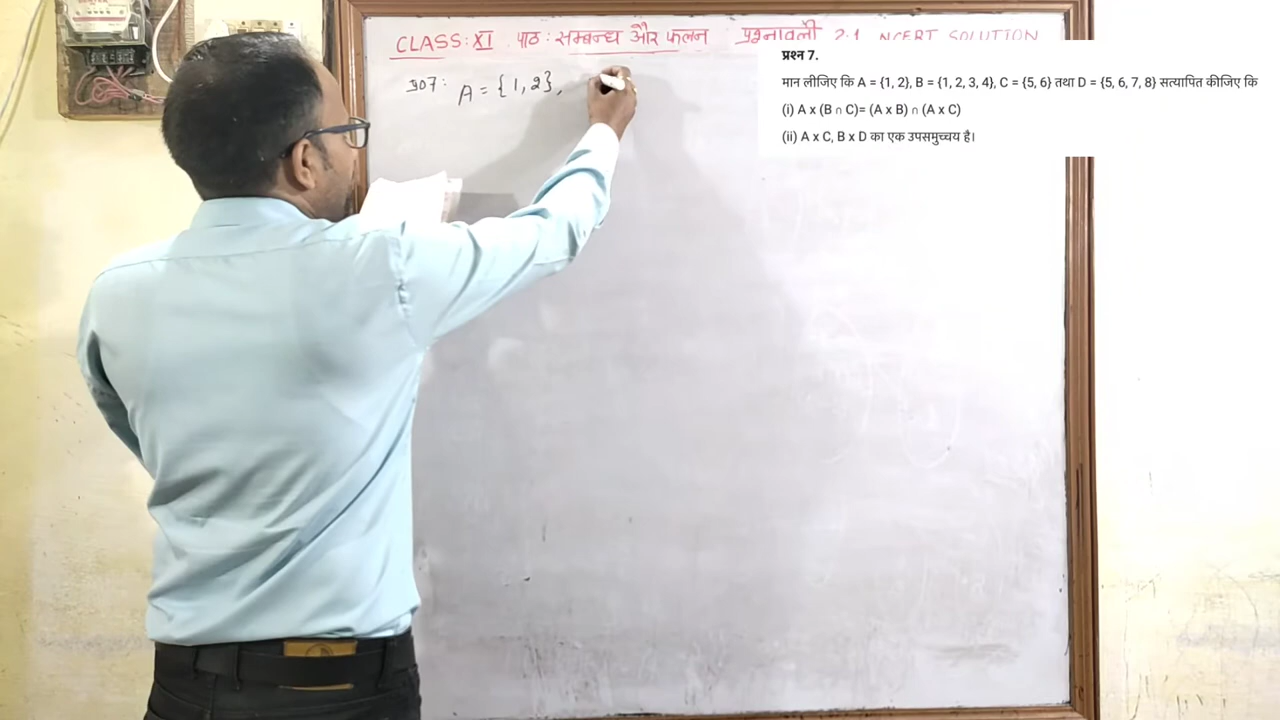 CLASS: XI पाठ: सम्बन्ध और फलन प्रश्नावली 2.1 NCERT SOLUTION
प्र07: A = {1, 2},
प्रश्न 7.
मान लीजिए कि A = {1, 2}, B = {1, 2, 3, 4}, C = {5, 6} तथा D = {5, 6, 7, 8} सत्यापित कीजिए कि
(i) A x (B ∩ C)= (A x B) ∩ (A x C)
(ii) A x C, B x D का एक उपसमुच्चय है।